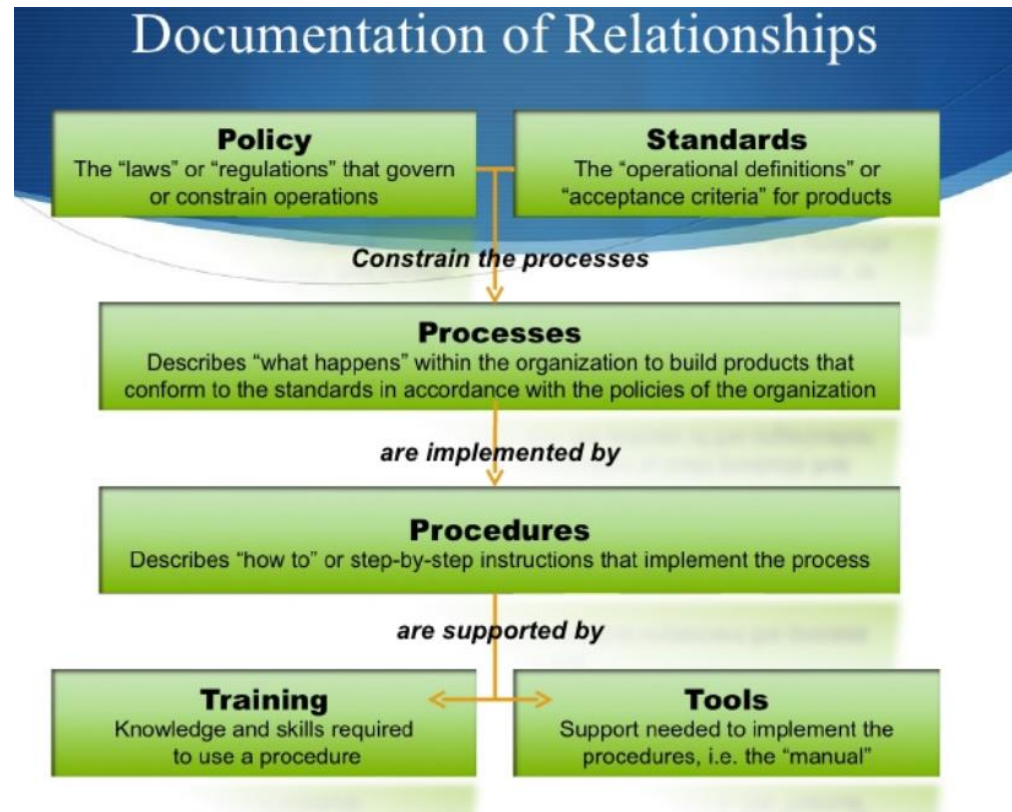 Documentation of Relationships
Policy
The “laws” or “regulations” that govern
or constrain operations
Standards
The “operational definitions” or
“acceptance criteria” for products
Constrain the processes
Processes
Describes “what happens” within the organization to build products that
conform to the standards in accordance with the policies of the organization
are implemented by
Procedures
Describes “how to” or step-by-step instructions that implement the process
are supported by
Training
Knowledge and skills required
to use a procedure
Tools
Support needed to implement the
procedures, i.e. the “manual”